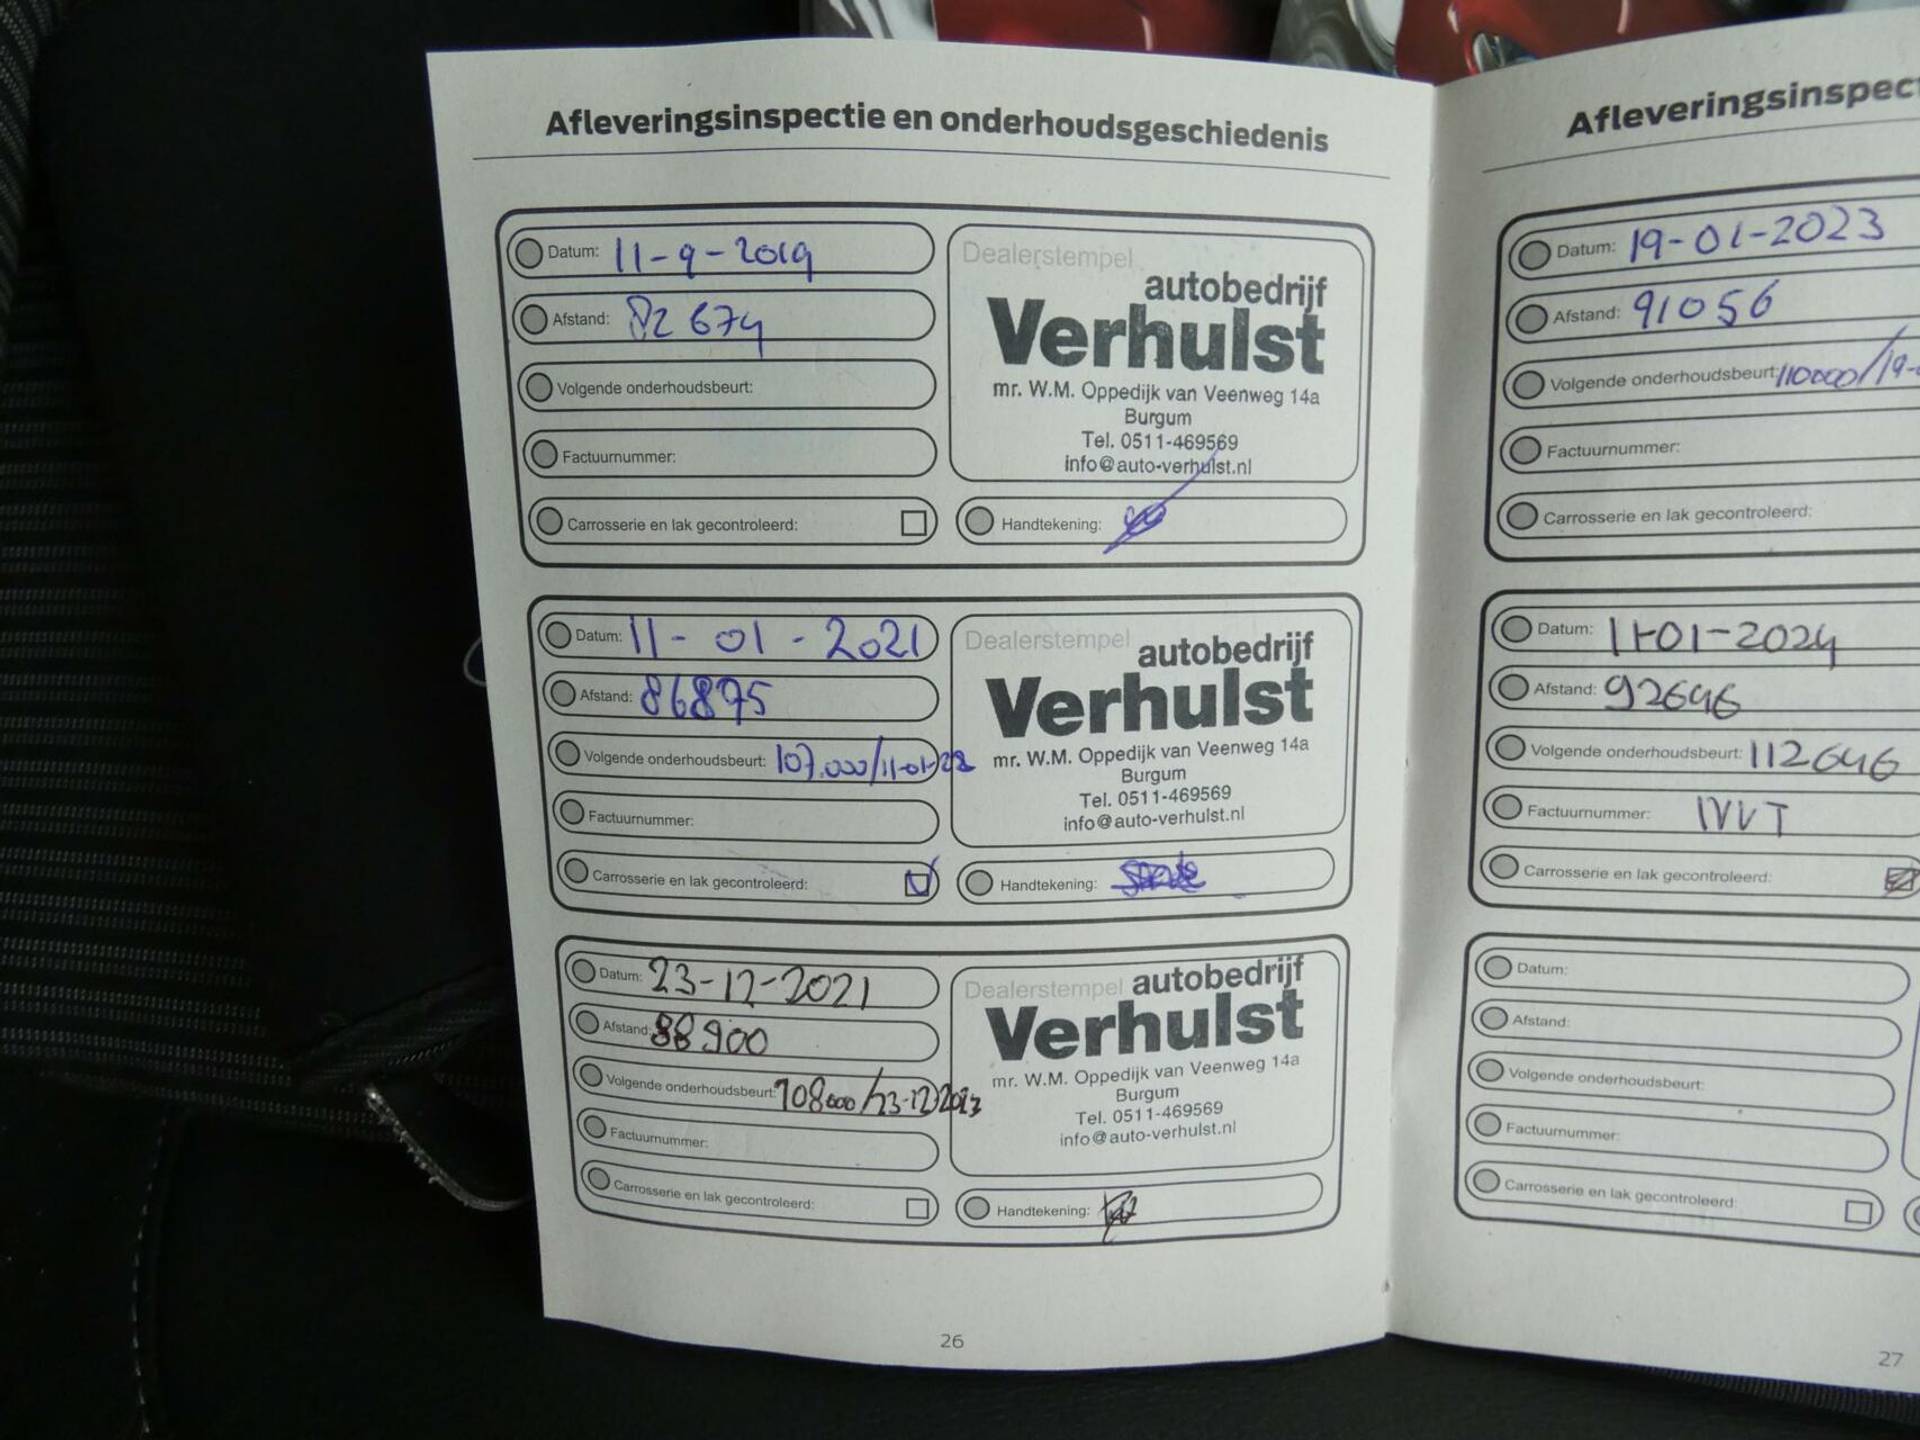 Afleveringsinspectie en onderhoudsgeschiedenis
Datum: 11-9-2019
Afstand: 82 674
Volgende onderhoudsbeurt:
Factuurnummer:
Carrosserie en lak gecontroleerd:
Dealerstempel
autobedrijf
Verhulst
mr. W.M. Oppedijk van Veenweg 14a
Burgum
Tel. 0511-469569
info@auto-verhulst.nl
Handtekening:
Datum: 11-01-2021
Afstand: 86895
Volgende onderhoudsbeurt: 107.000/11-01-22
Factuurnummer:
Carrosserie en lak gecontroleerd:
Dealerstempel
autobedrijf
Verhulst
mr. W.M. Oppedijk van Veenweg 14a
Burgum
Tel. 0511-469569
info@auto-verhulst.nl
Handtekening:
Datum: 23-12-2021
Afstand: 88900
Volgende onderhoudsbeurt: 108000/23-12-2023
Factuurnummer:
Carrosserie en lak gecontroleerd:
Dealerstempel
autobedrijf
Verhulst
mr. W.M. Oppedijk van Veenweg 14a
Burgum
Tel. 0511-469569
info@auto-verhulst.nl
Handtekening:
26
Afleveringsinspect
Datum: 19-01-2023
Afstand: 91056
Volgende onderhoudsbeurt: 110000/19-
Factuurnummer:
Carrosserie en lak gecontroleerd:
Datum: 11-01-2024
Afstand: 92646
Volgende onderhoudsbeurt: 112646
Factuurnummer:
Carrosserie en lak gecontroleerd:
Datum:
Afstand:
Volgende onderhoudsbeurt:
Factuurnummer:
Carrosserie en lak gecontroleerd:
27